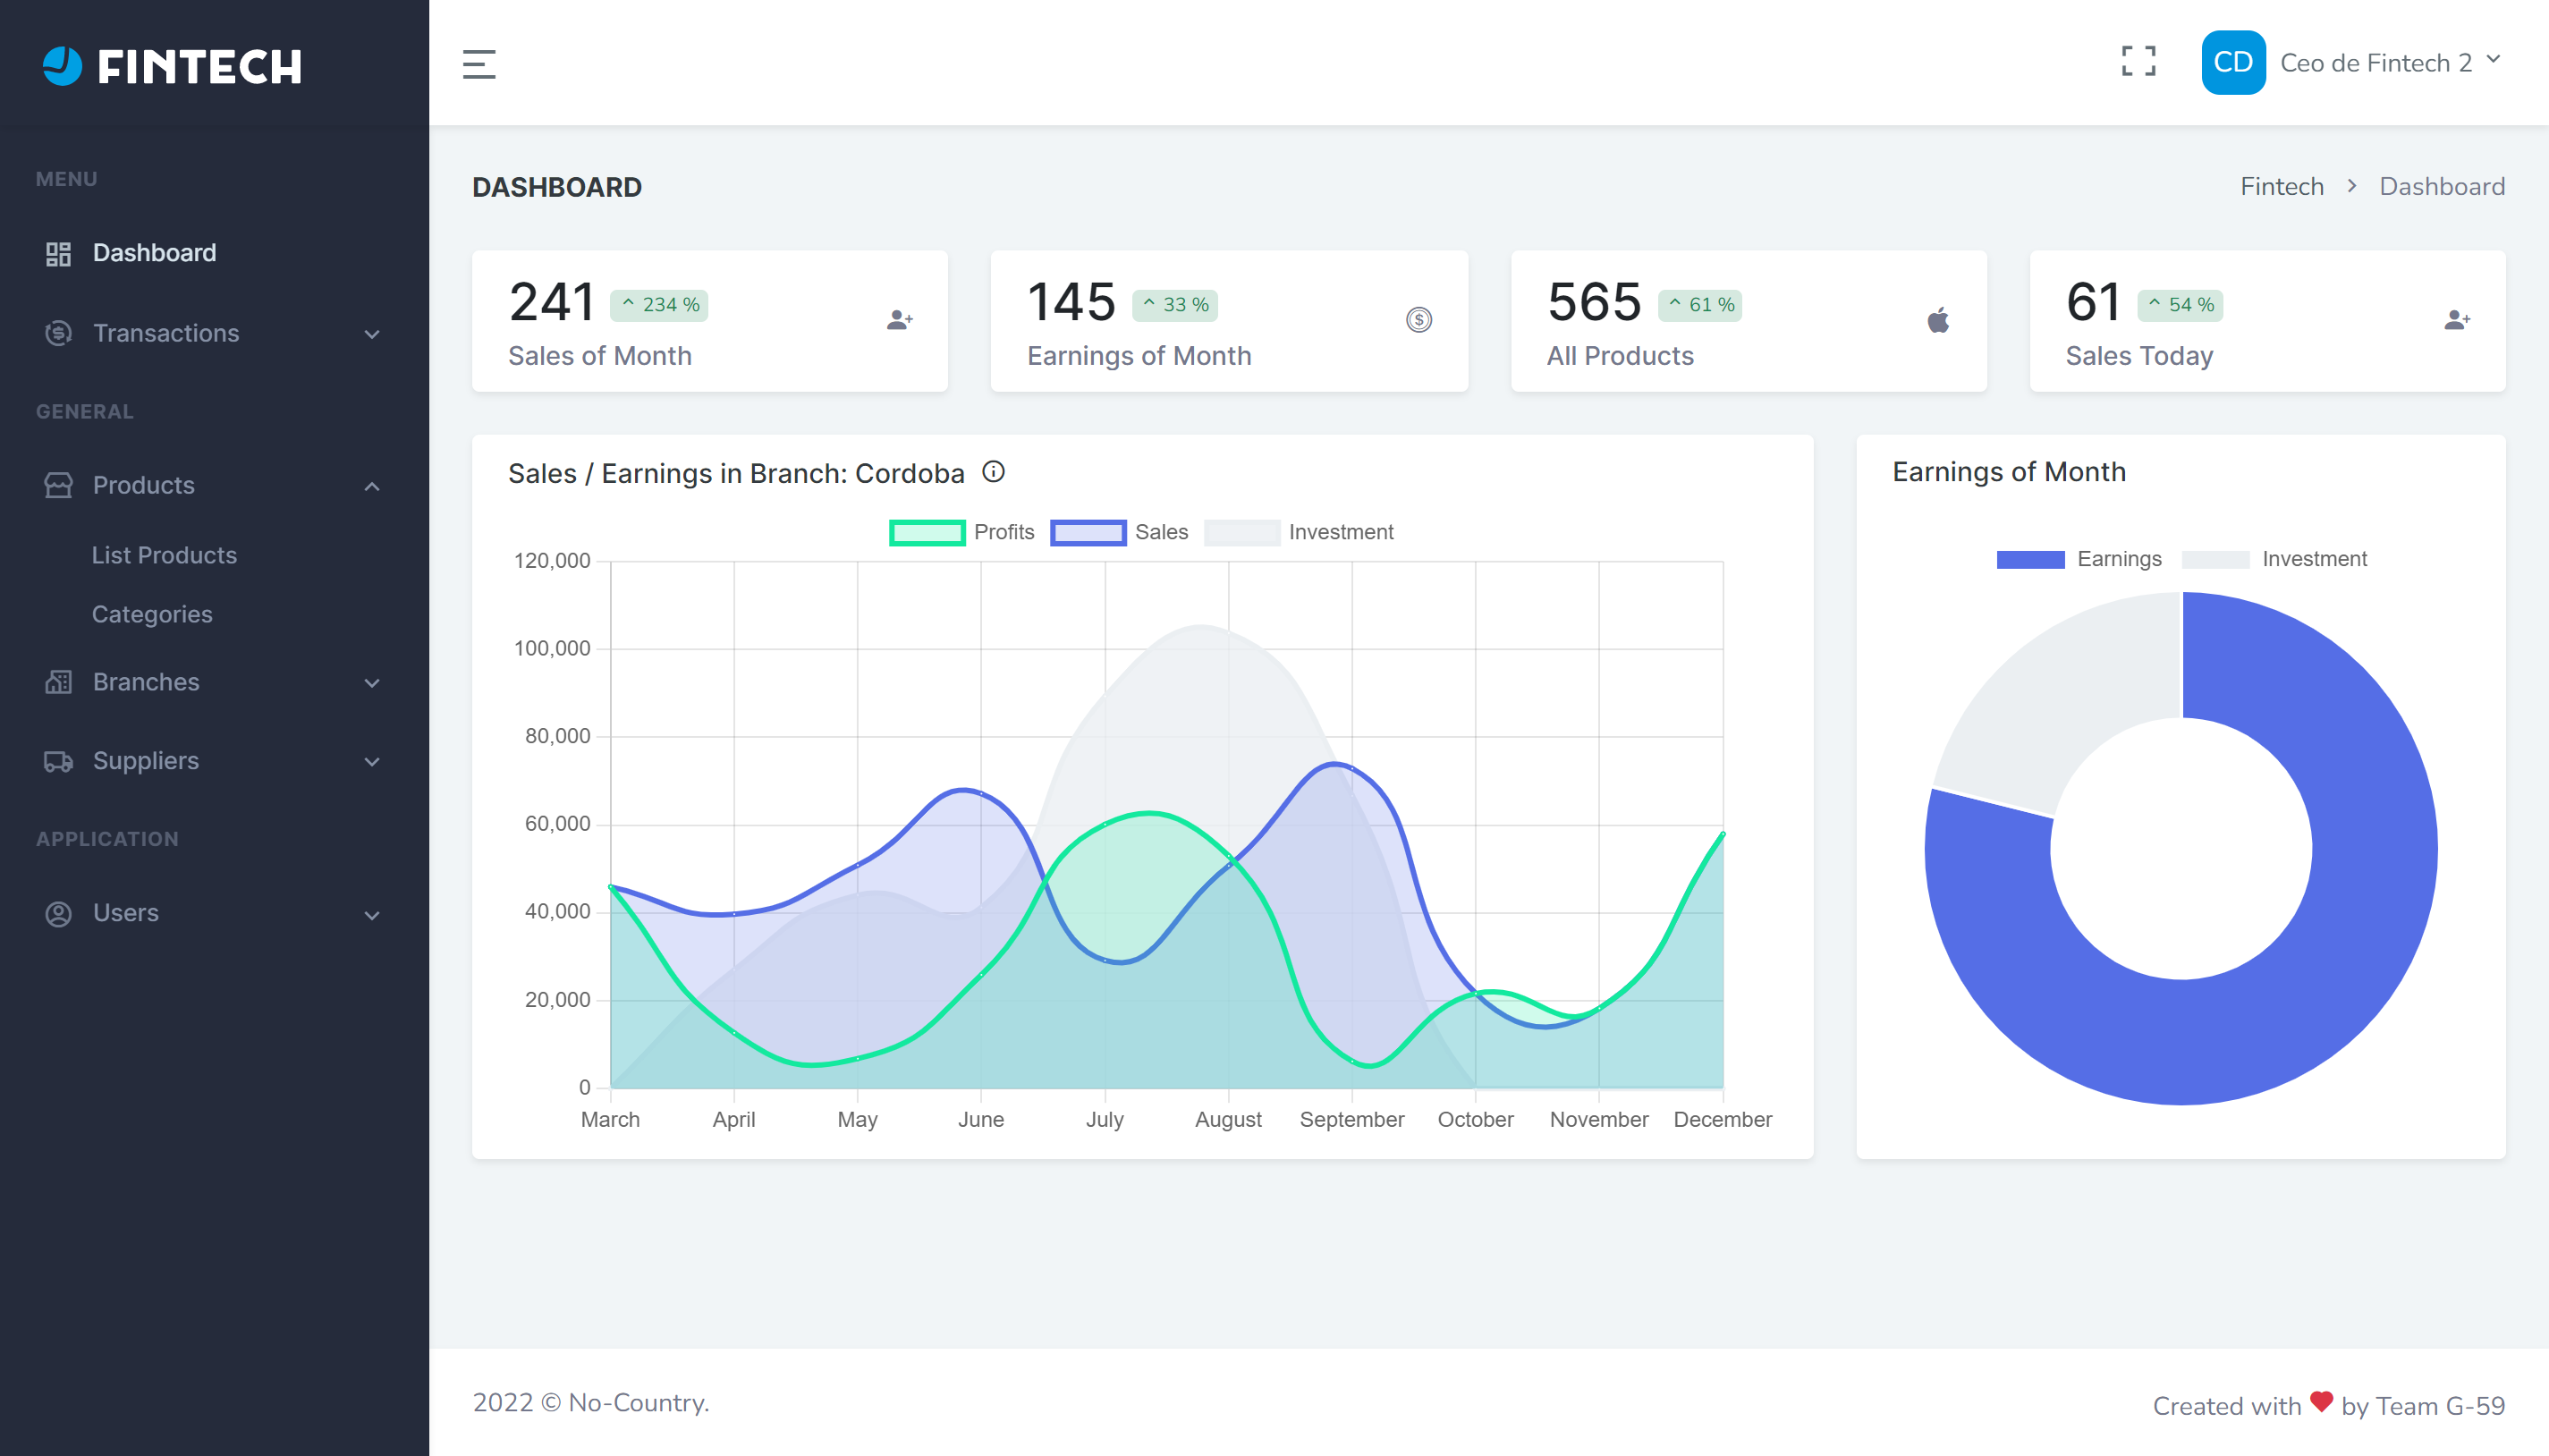 FINTECH
CD
Ceo de Fintech 2
MENU
Dashboard
Transactions
GENERAL
Products
List Products
Categories
Branches
Suppliers
APPLICATION
Users
DASHBOARD
Fintech > Dashboard
241 ^ 234 %
Sales of Month
145 ^ 33 %
Earnings of Month
565 ^ 61 %
All Products
61 ^ 54 %
Sales Today
Sales / Earnings in Branch: Cordoba
Profits Sales Investment
120,000
100,000
80,000
60,000
40,000
20,000
0
March April May June July August September October November December
Earnings of Month
Earnings Investment
2022 © No-Country.
Created with ❤ by Team G-59